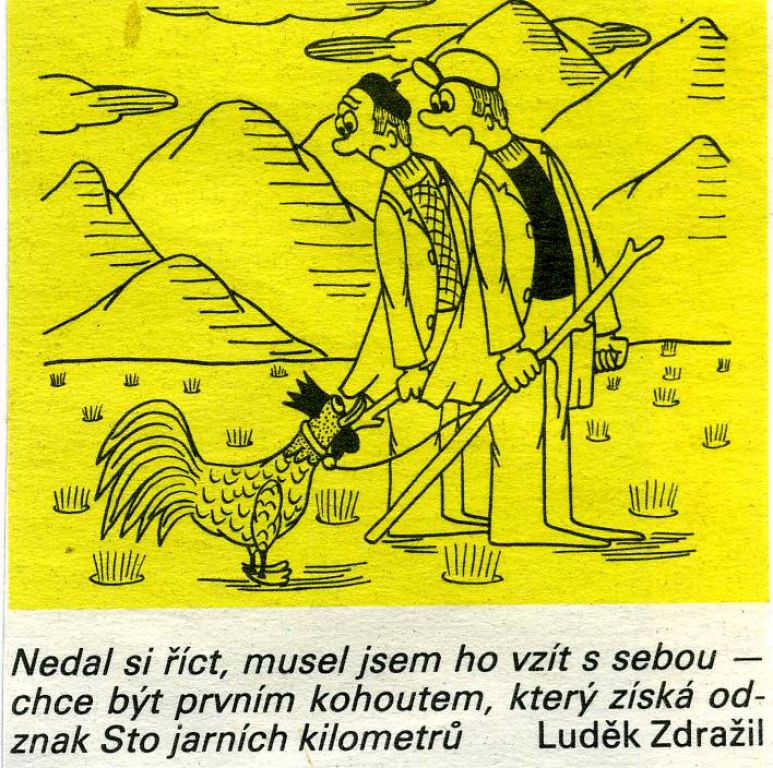 Nedal si říct, musel jsem ho vzít s sebou —
chce být prvním kohoutem, který získá od-
znak Sto jarních kilometrů Luděk Zdražil